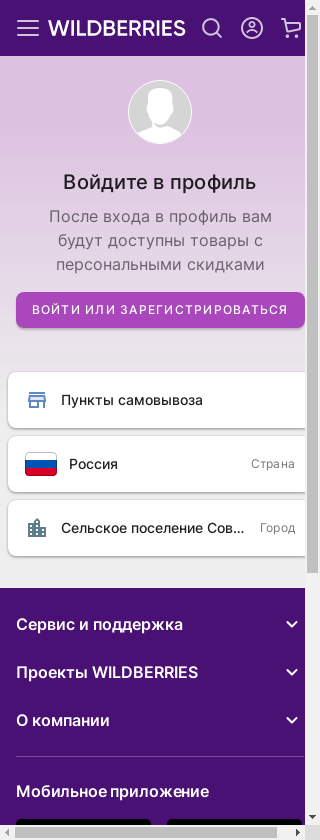 WILDBERRIES
Войдите в профиль
После входа в профиль вам
будут доступны товары с
персональными скидками
ВОЙТИ ИЛИ ЗАРЕГИСТРИРОВАТЬСЯ
Пункты самовывоза
Россия Страна
Сельское поселение Сов... Город
Сервис и поддержка
Проекты WILDBERRIES
О компании
Мобильное приложение